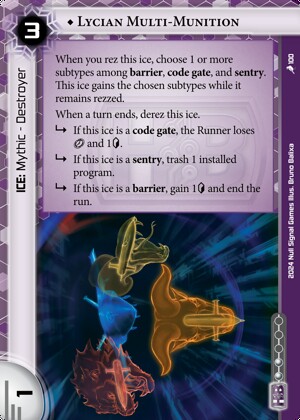 3
◆ Lycian Multi-Munition
ICE: Mythic - Destroyer
When you rez this ice, choose 1 or more
subtypes among barrier, code gate, and sentry.
This ice gains the chosen subtypes while it
remains rezzed.
When a turn ends, derez this ice.
↳ If this ice is a code gate, the Runner loses
and 1.
↳ If this ice is a sentry, trash 1 installed
program.
↳ If this ice is a barrier, gain 1 and end the
run.
1
100
2024 Null Signal Games Illus. Bruno Balixa